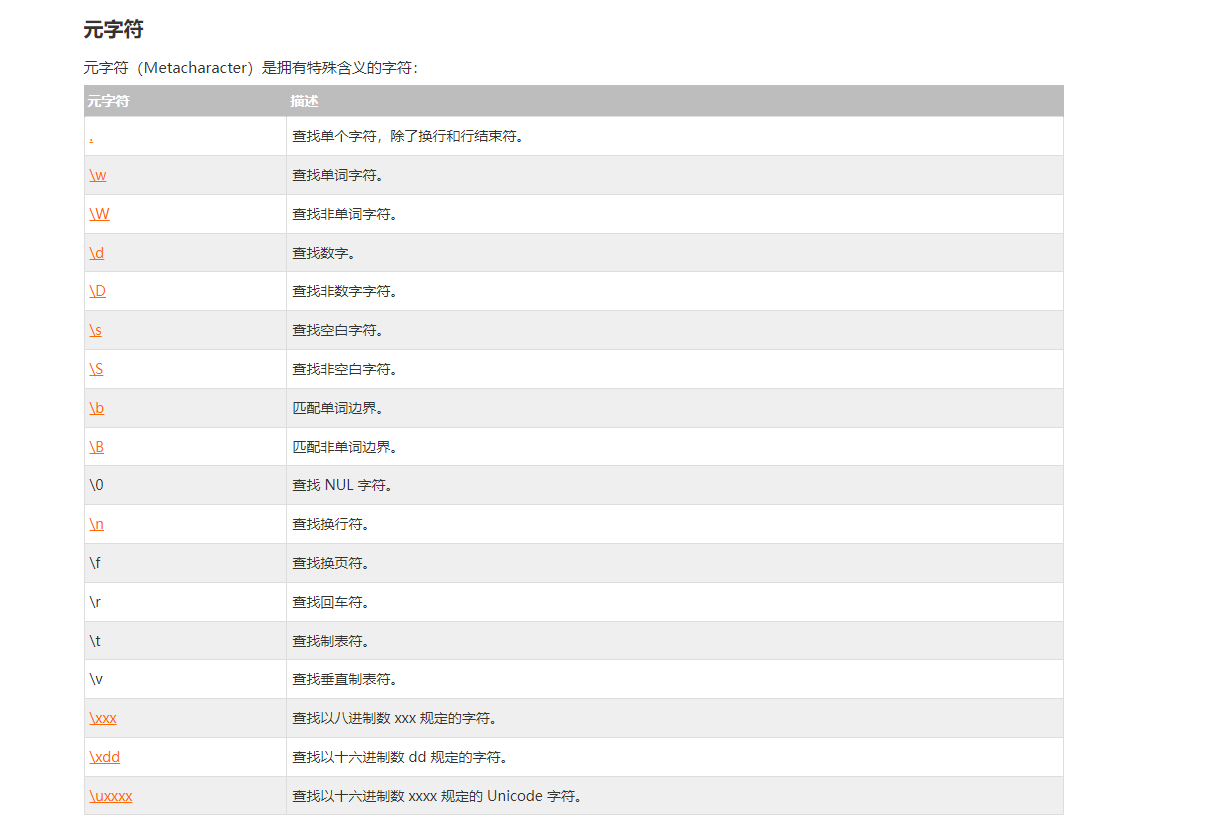 元字符
元字符（Metacharacter）是拥有特殊含义的字符：
元字符 描述
. 查找单个字符，除了换行和行结束符。
\w 查找单词字符。
\W 查找非单词字符。
\d 查找数字。
\D 查找非数字字符。
\s 查找空白字符。
\S 查找非空白字符。
\b 匹配单词边界。
\B 匹配非单词边界。
\0 查找 NUL 字符。
\n 查找换行符。
\f 查找换页符。
\r 查找回车符。
\t 查找制表符。
\v 查找垂直制表符。
\xxx 查找以八进制数 xxx 规定的字符。
\xdd 查找以十六进制数 dd 规定的字符。
\uxxxx 查找以十六进制数 xxxx 规定的 Unicode 字符。